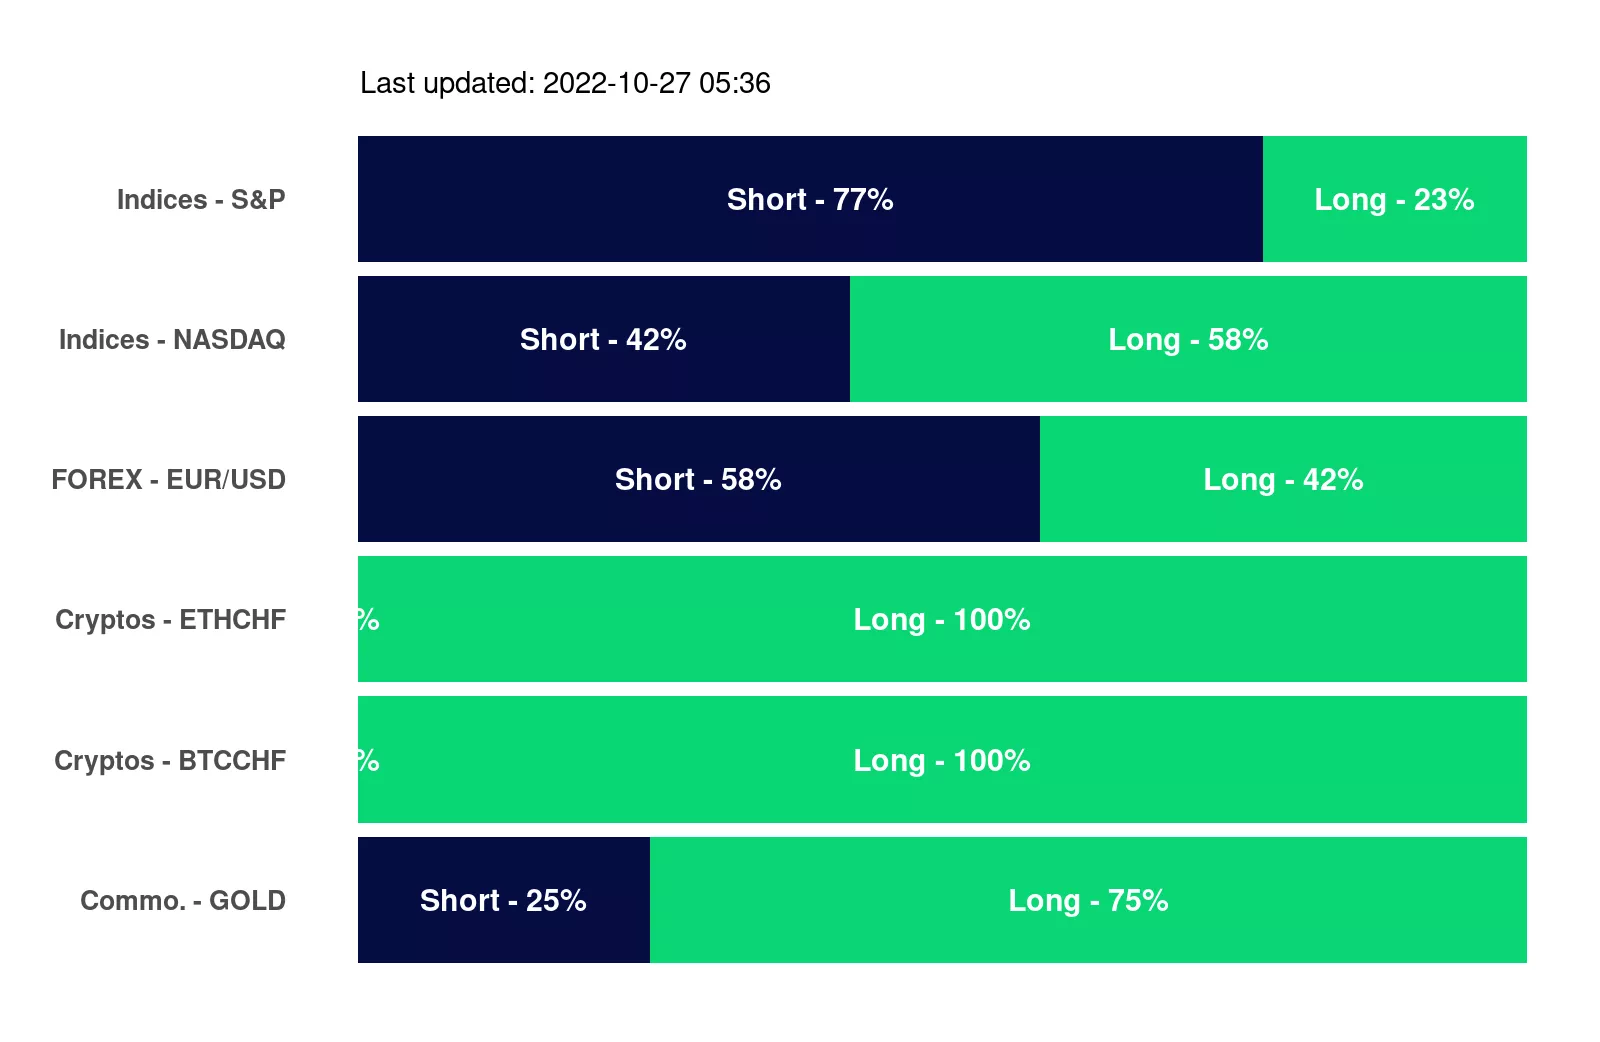 Last updated: 2022-10-27 05:36
Indices - S&P Short - 77% Long - 23%
Indices - NASDAQ Short - 42% Long - 58%
FOREX - EUR/USD Short - 58% Long - 42%
Cryptos - ETHCHF % Long - 100%
Cryptos - BTCCHF % Long - 100%
Commo. - GOLD Short - 25% Long - 75%